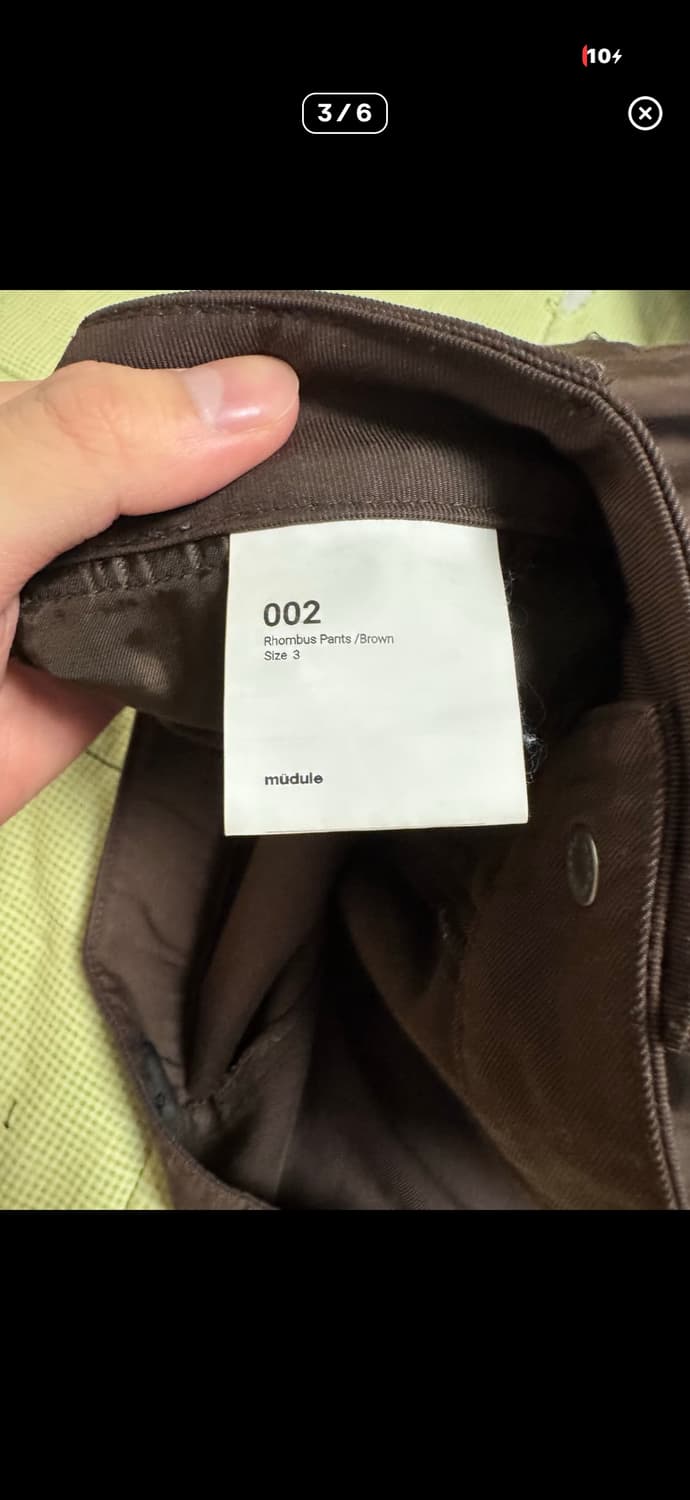 10
3/6
002
Rhombus Pants /Brown
Size 3
müdule